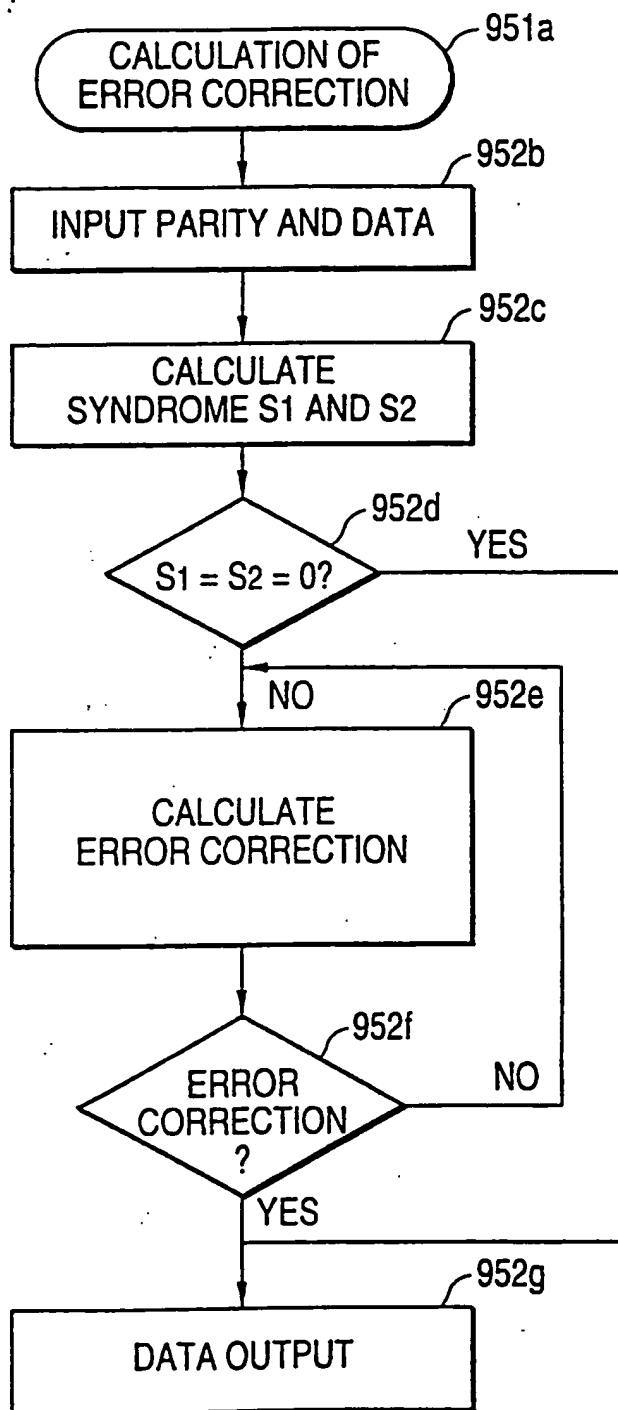 951a
CALCULATION OF
ERROR CORRECTION
952b
INPUT PARITY AND DATA
952c
CALCULATE
SYNDROME S1 AND S2
952d
S1 = S2 = 0?
YES
NO
952e
CALCULATE
ERROR CORRECTION
952f
ERROR
CORRECTION
?
NO
YES
952g
DATA OUTPUT